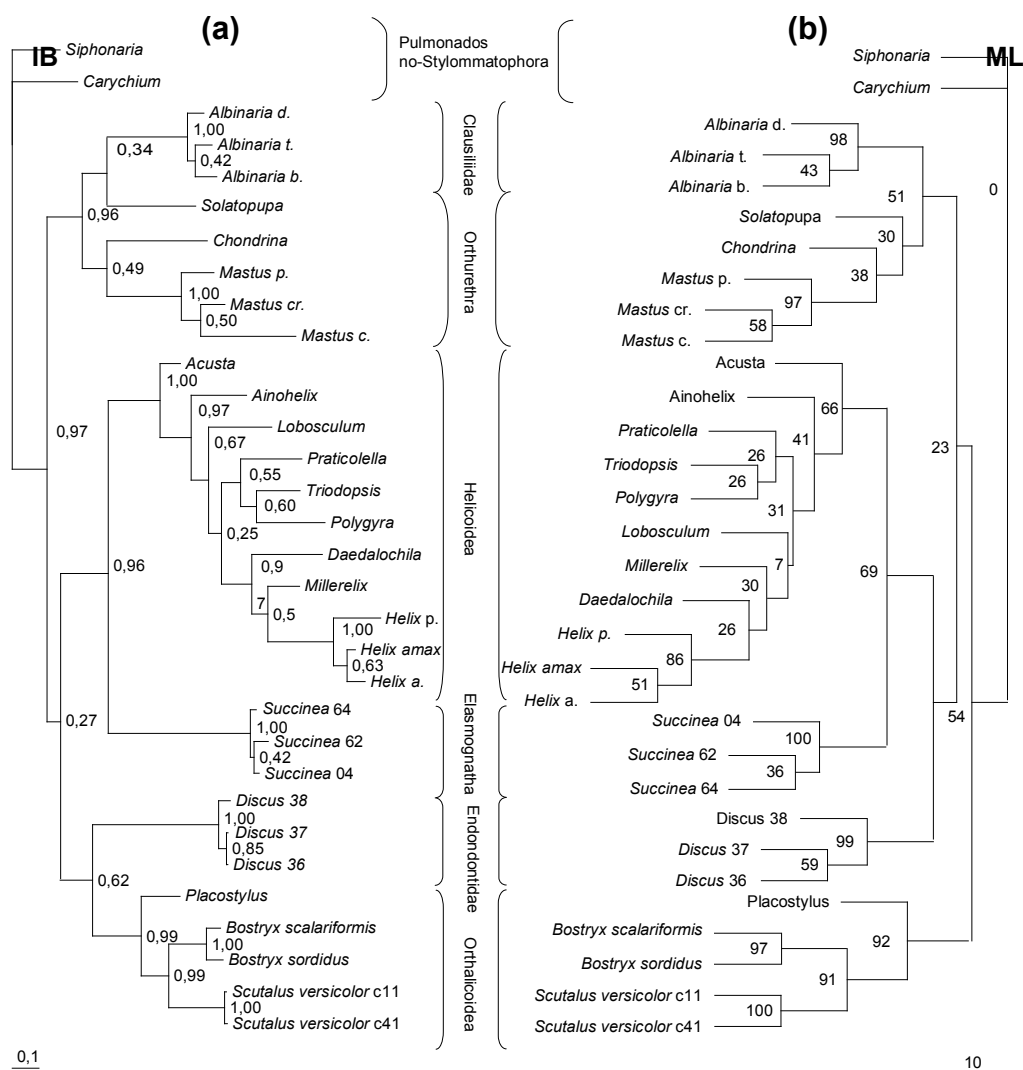 (a)
(b)
IB
ML
Pulmonados
no-Stylommatophora
Siphonaria
Carychium
Albinaria d.
1,00
0,34
Albinaria t.
0,42
Albinaria b.
Solatopupa
0,96
Chondrina
0,49
Mastus p.
1,00
Mastus cr.
0,50
Mastus c.
Acusta
1,00
Ainohelix
0,97
0,97
Lobosculum
0,67
Praticolella
0,55
Triodopsis
0,60
Polygyra
0,25
Daedalochila
0,96
0,9
Millerelix
7
0,5
Helix p.
1,00
Helix amax
0,63
Helix a.
Succinea 64
0,27
1,00
Succinea 62
0,42
Succinea 04
Discus 38
1,00
Discus 37
0,85
Discus 36
0,62
Placostylus
0,99
Bostryx scalariformis
1,00
Bostryx sordidus
0,99
Scutalus versicolor c11
1,00
Scutalus versicolor c41
0,1
Clausiliidae
Orthurethra
Helicoidea
Elasmognatha
Endondontidae
Orthalicoidea
Siphonaria
Carychium
Albinaria d.
98
Albinaria t.
43
Albinaria b.
0
51
Solatopupa
30
Chondrina
38
Mastus p.
97
Mastus cr.
58
Mastus c.
Acusta
Ainohelix
66
Praticolella
41
26
23
Triodopsis
26
Polygyra
31
Lobosculum
7
Millerelix
69
30
Daedalochila
26
Helix p.
86
Helix amax
51
Helix a.
54
Succinea 04
100
Succinea 62
36
Succinea 64
Discus 38
99
Discus 37
59
Discus 36
Placostylus
Bostryx scalariformis
92
97
Bostryx sordidus
91
Scutalus versicolor c11
100
Scutalus versicolor c41
10